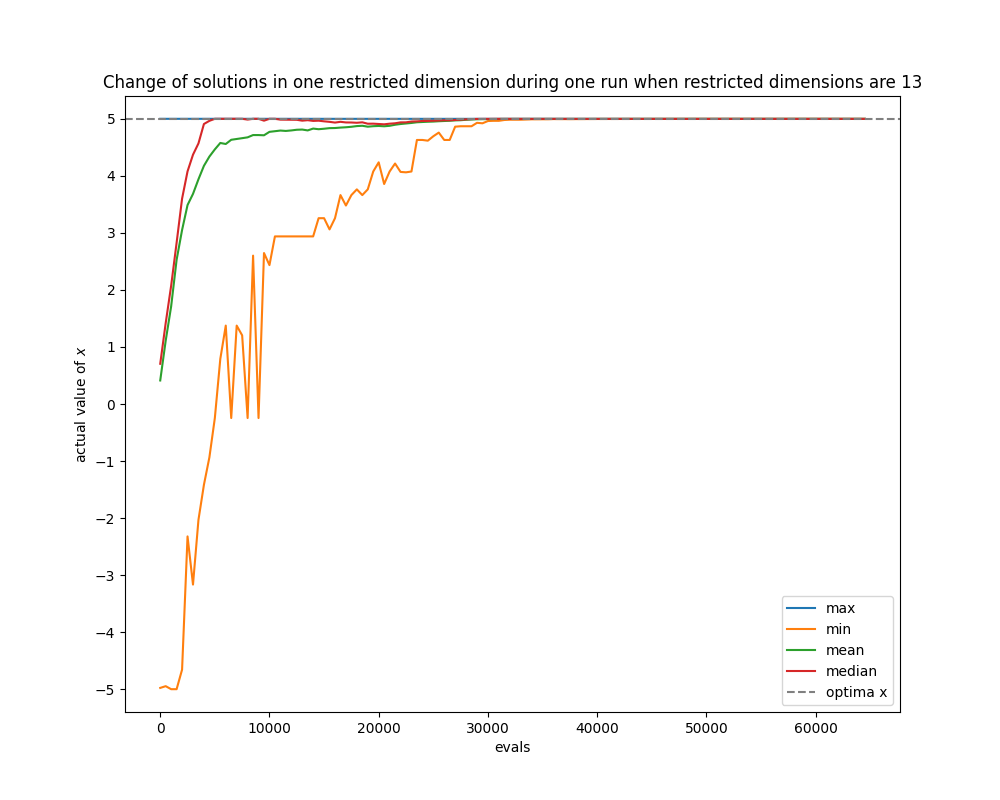 Change of solutions in one restricted dimension during one run when restricted dimensions are 13
5
4
3
2
1
0
−1
−2
−3
−4
−5
actual value of x
0 10000 20000 30000 40000 50000 60000
evals
max
min
mean
median
optima x